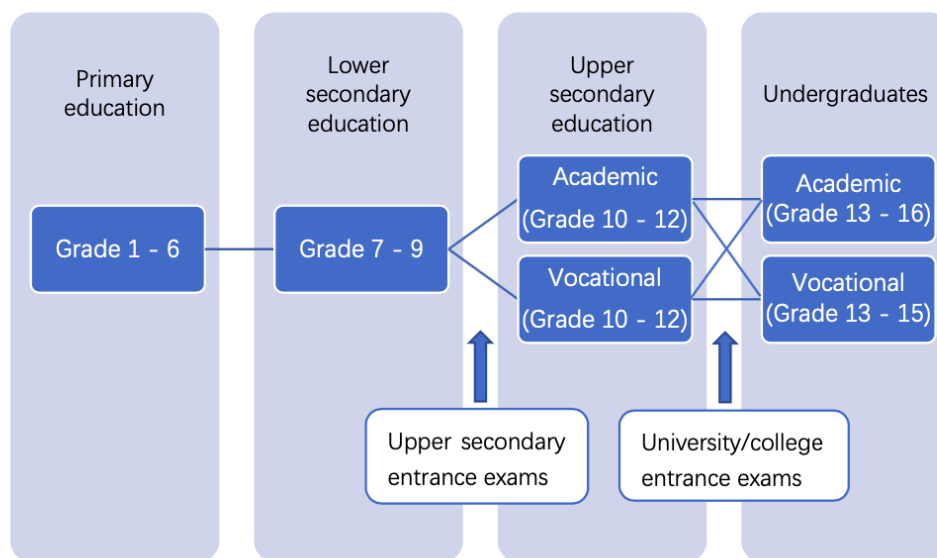 Primary
education
Lower
secondary
education
Upper
secondary
education
Undergraduates
Grade 1 - 6
Grade 7 - 9
Academic
(Grade 10 - 12)
Vocational
(Grade 10 - 12)
Academic
(Grade 13 - 16)
Vocational
(Grade 13 - 15)
Upper secondary
entrance exams
University/college
entrance exams